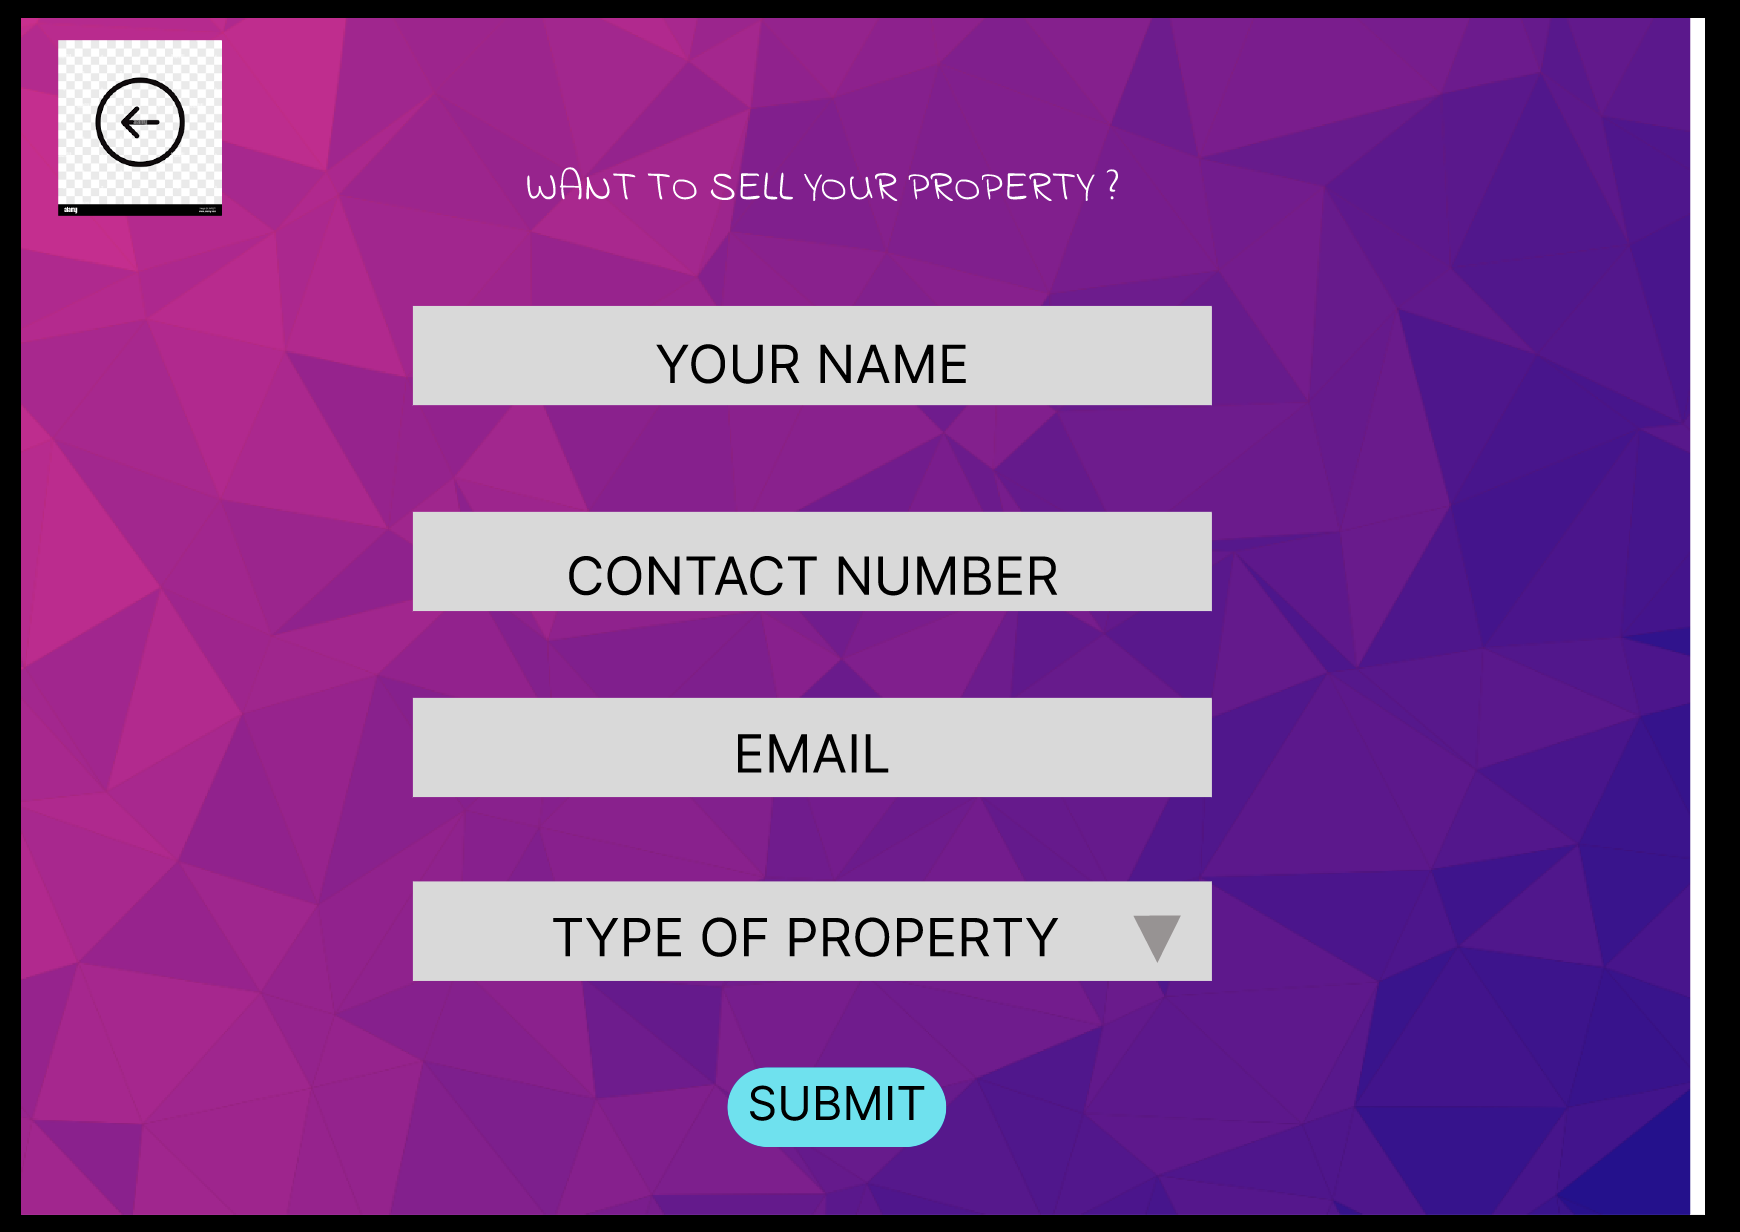 alamy
WANT TO SELL YOUR PROPERTY ?
YOUR NAME
CONTACT NUMBER
EMAIL
TYPE OF PROPERTY
SUBMIT